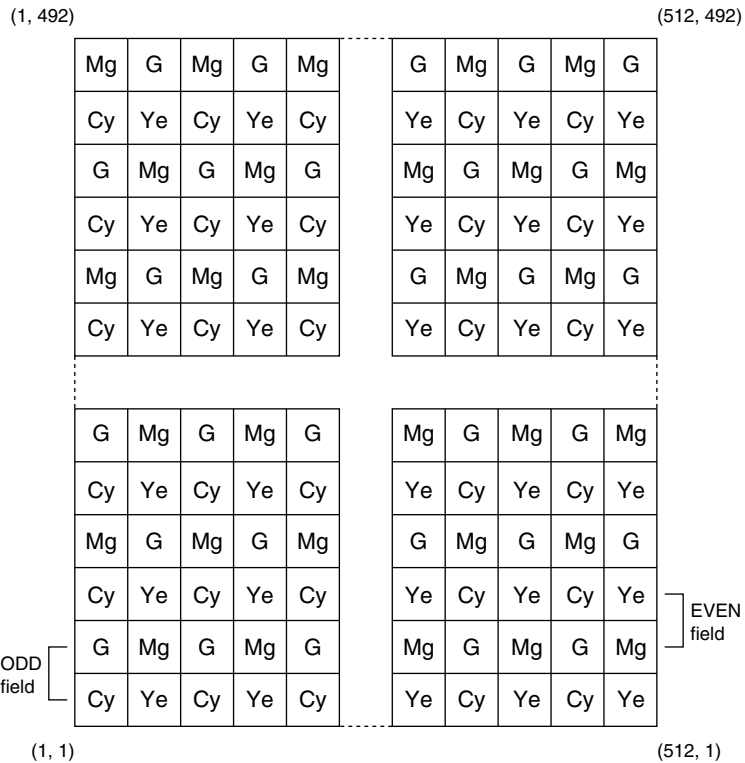 (1, 492) (512, 492)
Mg G Mg G Mg G Mg G Mg G
Cy Ye Cy Ye Cy Ye Cy Ye Cy Ye
G Mg G Mg G Mg G Mg G Mg
Cy Ye Cy Ye Cy Ye Cy Ye Cy Ye
Mg G Mg G Mg G Mg G Mg G
Cy Ye Cy Ye Cy Ye Cy Ye Cy Ye
G Mg G Mg G Mg G Mg G Mg
Cy Ye Cy Ye Cy Ye Cy Ye Cy Ye
Mg G Mg G Mg G Mg G Mg G
Cy Ye Cy Ye Cy Ye Cy Ye Cy Ye
EVEN
field
G Mg G Mg G Mg G Mg G Mg
ODD
field
Cy Ye Cy Ye Cy Ye Cy Ye Cy Ye
(1, 1) (512, 1)